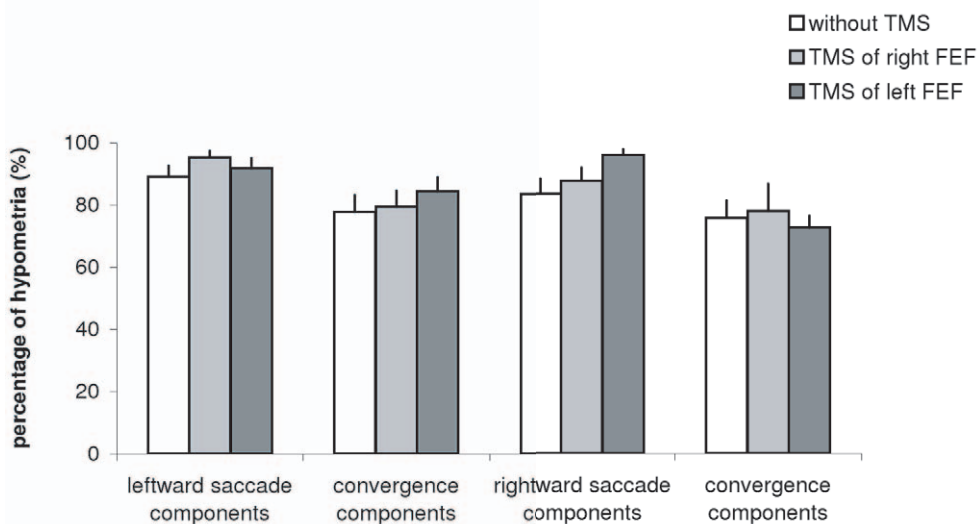 without TMS
TMS of right FEF
TMS of left FEF
percentage of hypometria (%)
100
80
60
40
20
0
leftward saccade components
convergence components
rightward saccade components
convergence components